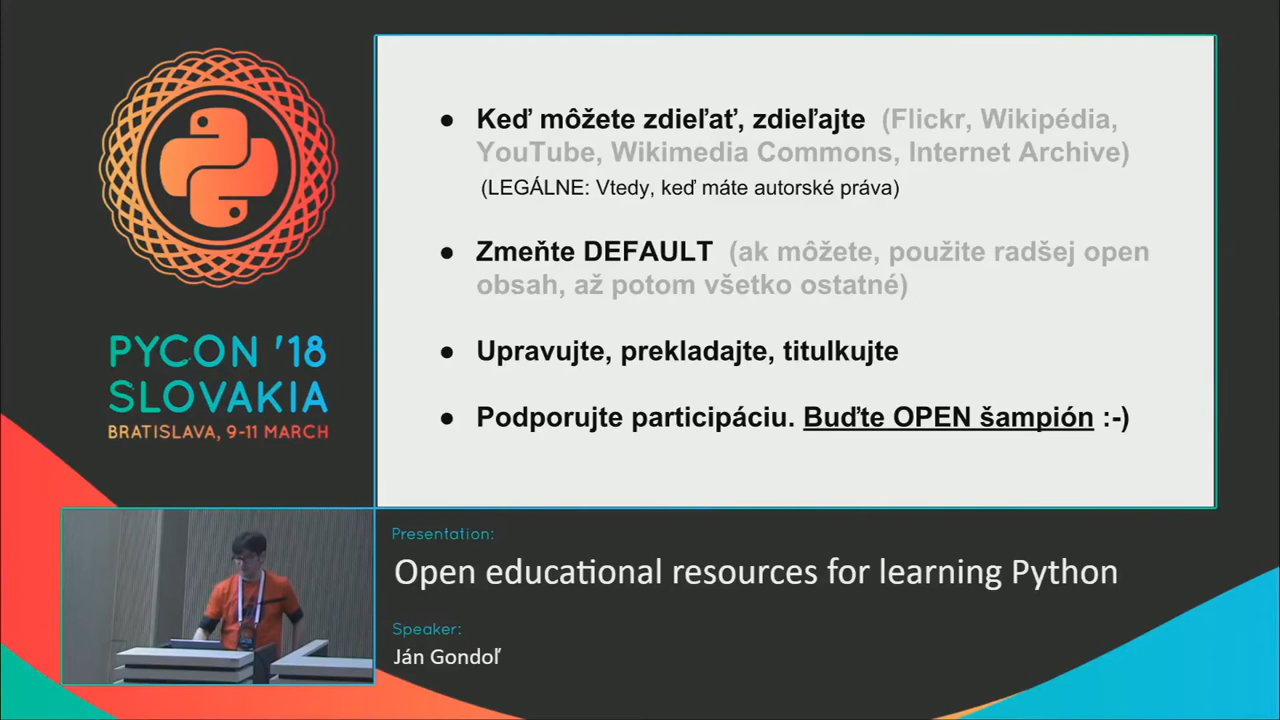 ● Keď môžete zdieľať, zdieľajte (Flickr, Wikipédia,
YouTube, Wikimedia Commons, Internet Archive)
(LEGÁLNE: Vtedy, keď máte autorské práva)
● Zmeňte DEFAULT (ak môžete, použite radšej open
obsah, až potom všetko ostatné)
● Upravujte, prekladajte, titulkujte
● Podporujte participáciu. Buďte OPEN šampión :-)
PYCON '18
SLOVAKIA
BRATISLAVA, 9-11 MARCH
Presentation:
Open educational resources for learning Python
Speaker:
Ján Gondoľ